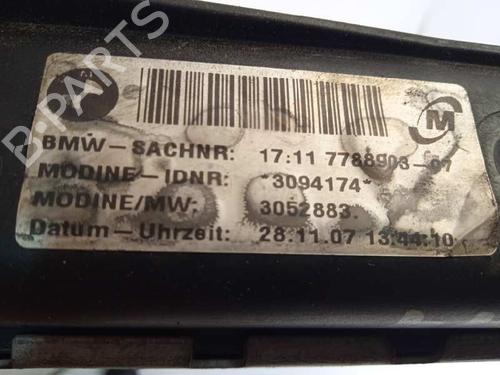 B-PARTS
M
BMW-SACHNR: 17:11 7788903-07
MODINE-IDNR: *3094174*
MODINE/MW: 3052883.
Datum-Uhrzeit: 28.11.07 13:44:10